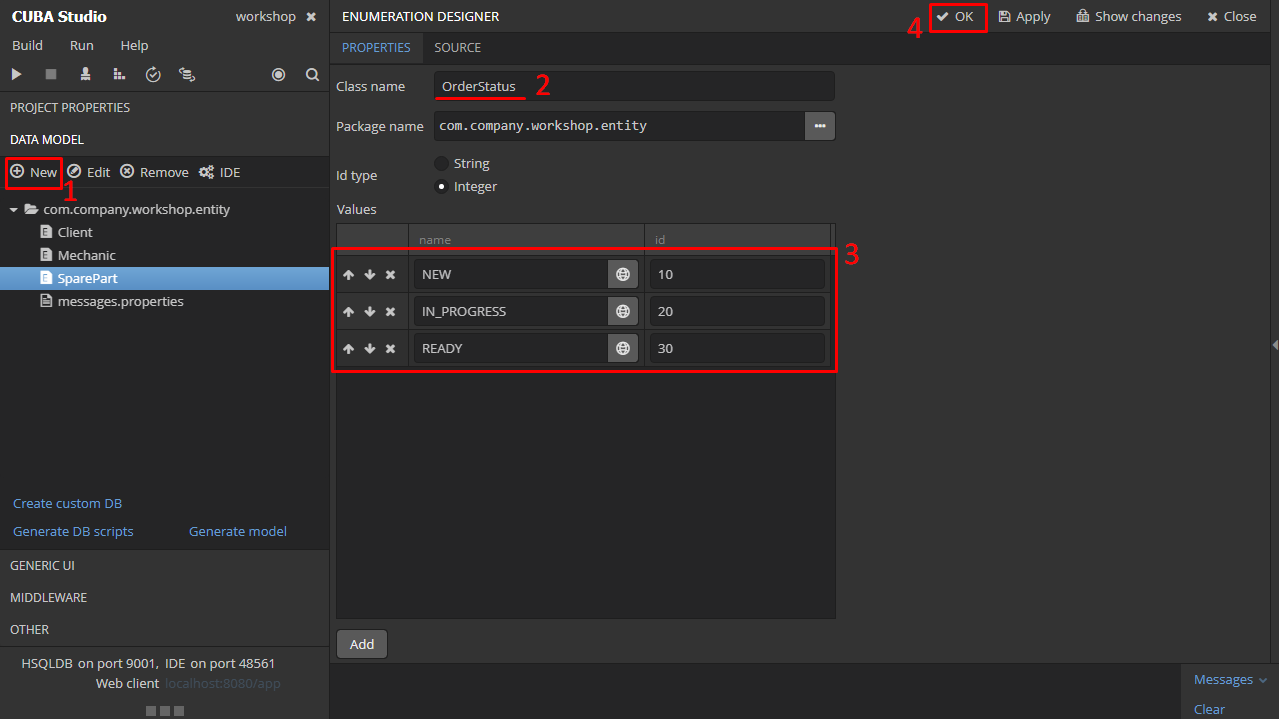 CUBA Studio
workshop
Build Run Help
PROJECT PROPERTIES
DATA MODEL
New Edit Remove IDE
1
com.company.workshop.entity
E Client
E Mechanic
E SparePart
messages.properties
Create custom DB
Generate DB scripts Generate model
GENERIC UI
MIDDLEWARE
OTHER
HSQLDB on port 9001, IDE on port 48561
Web client localhost:8080/app
ENUMERATION DESIGNER
4 OK Apply Show changes Close
PROPERTIES SOURCE
Class name OrderStatus 2
Package name com.company.workshop.entity
Id type
String
Integer
Values
name id
3
NEW 10
IN_PROGRESS 20
READY 30
Add
Messages
Clear